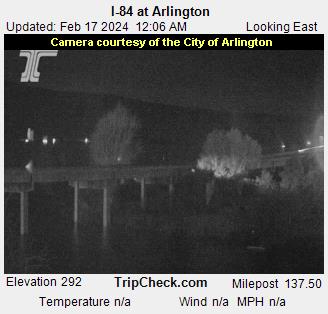 I-84 at Arlington
Updated: Feb 17 2024 12:06 AM Looking East
Camera courtesy of the City of Arlington
Elevation 292 TripCheck.com Milepost 137.50
Temperature n/a Wind n/a MPH n/a